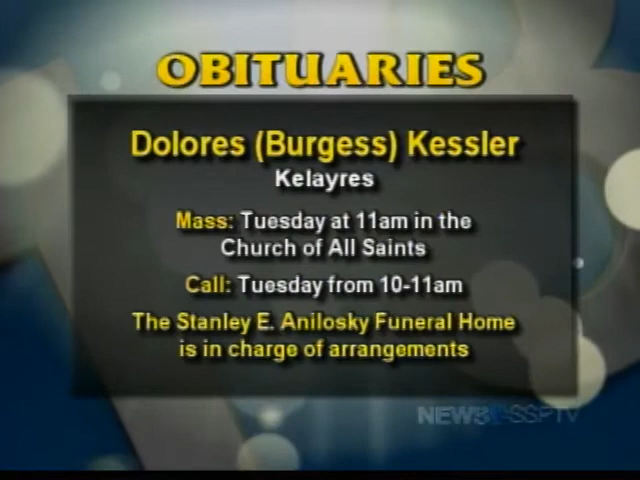 OBITUARIES
Dolores (Burgess) Kessler
Kelayres
Mass: Tuesday at 11am in the
Church of All Saints
Call: Tuesday from 10-11am
The Stanley E. Anilosky Funeral Home
is in charge of arrangements
SSPTV